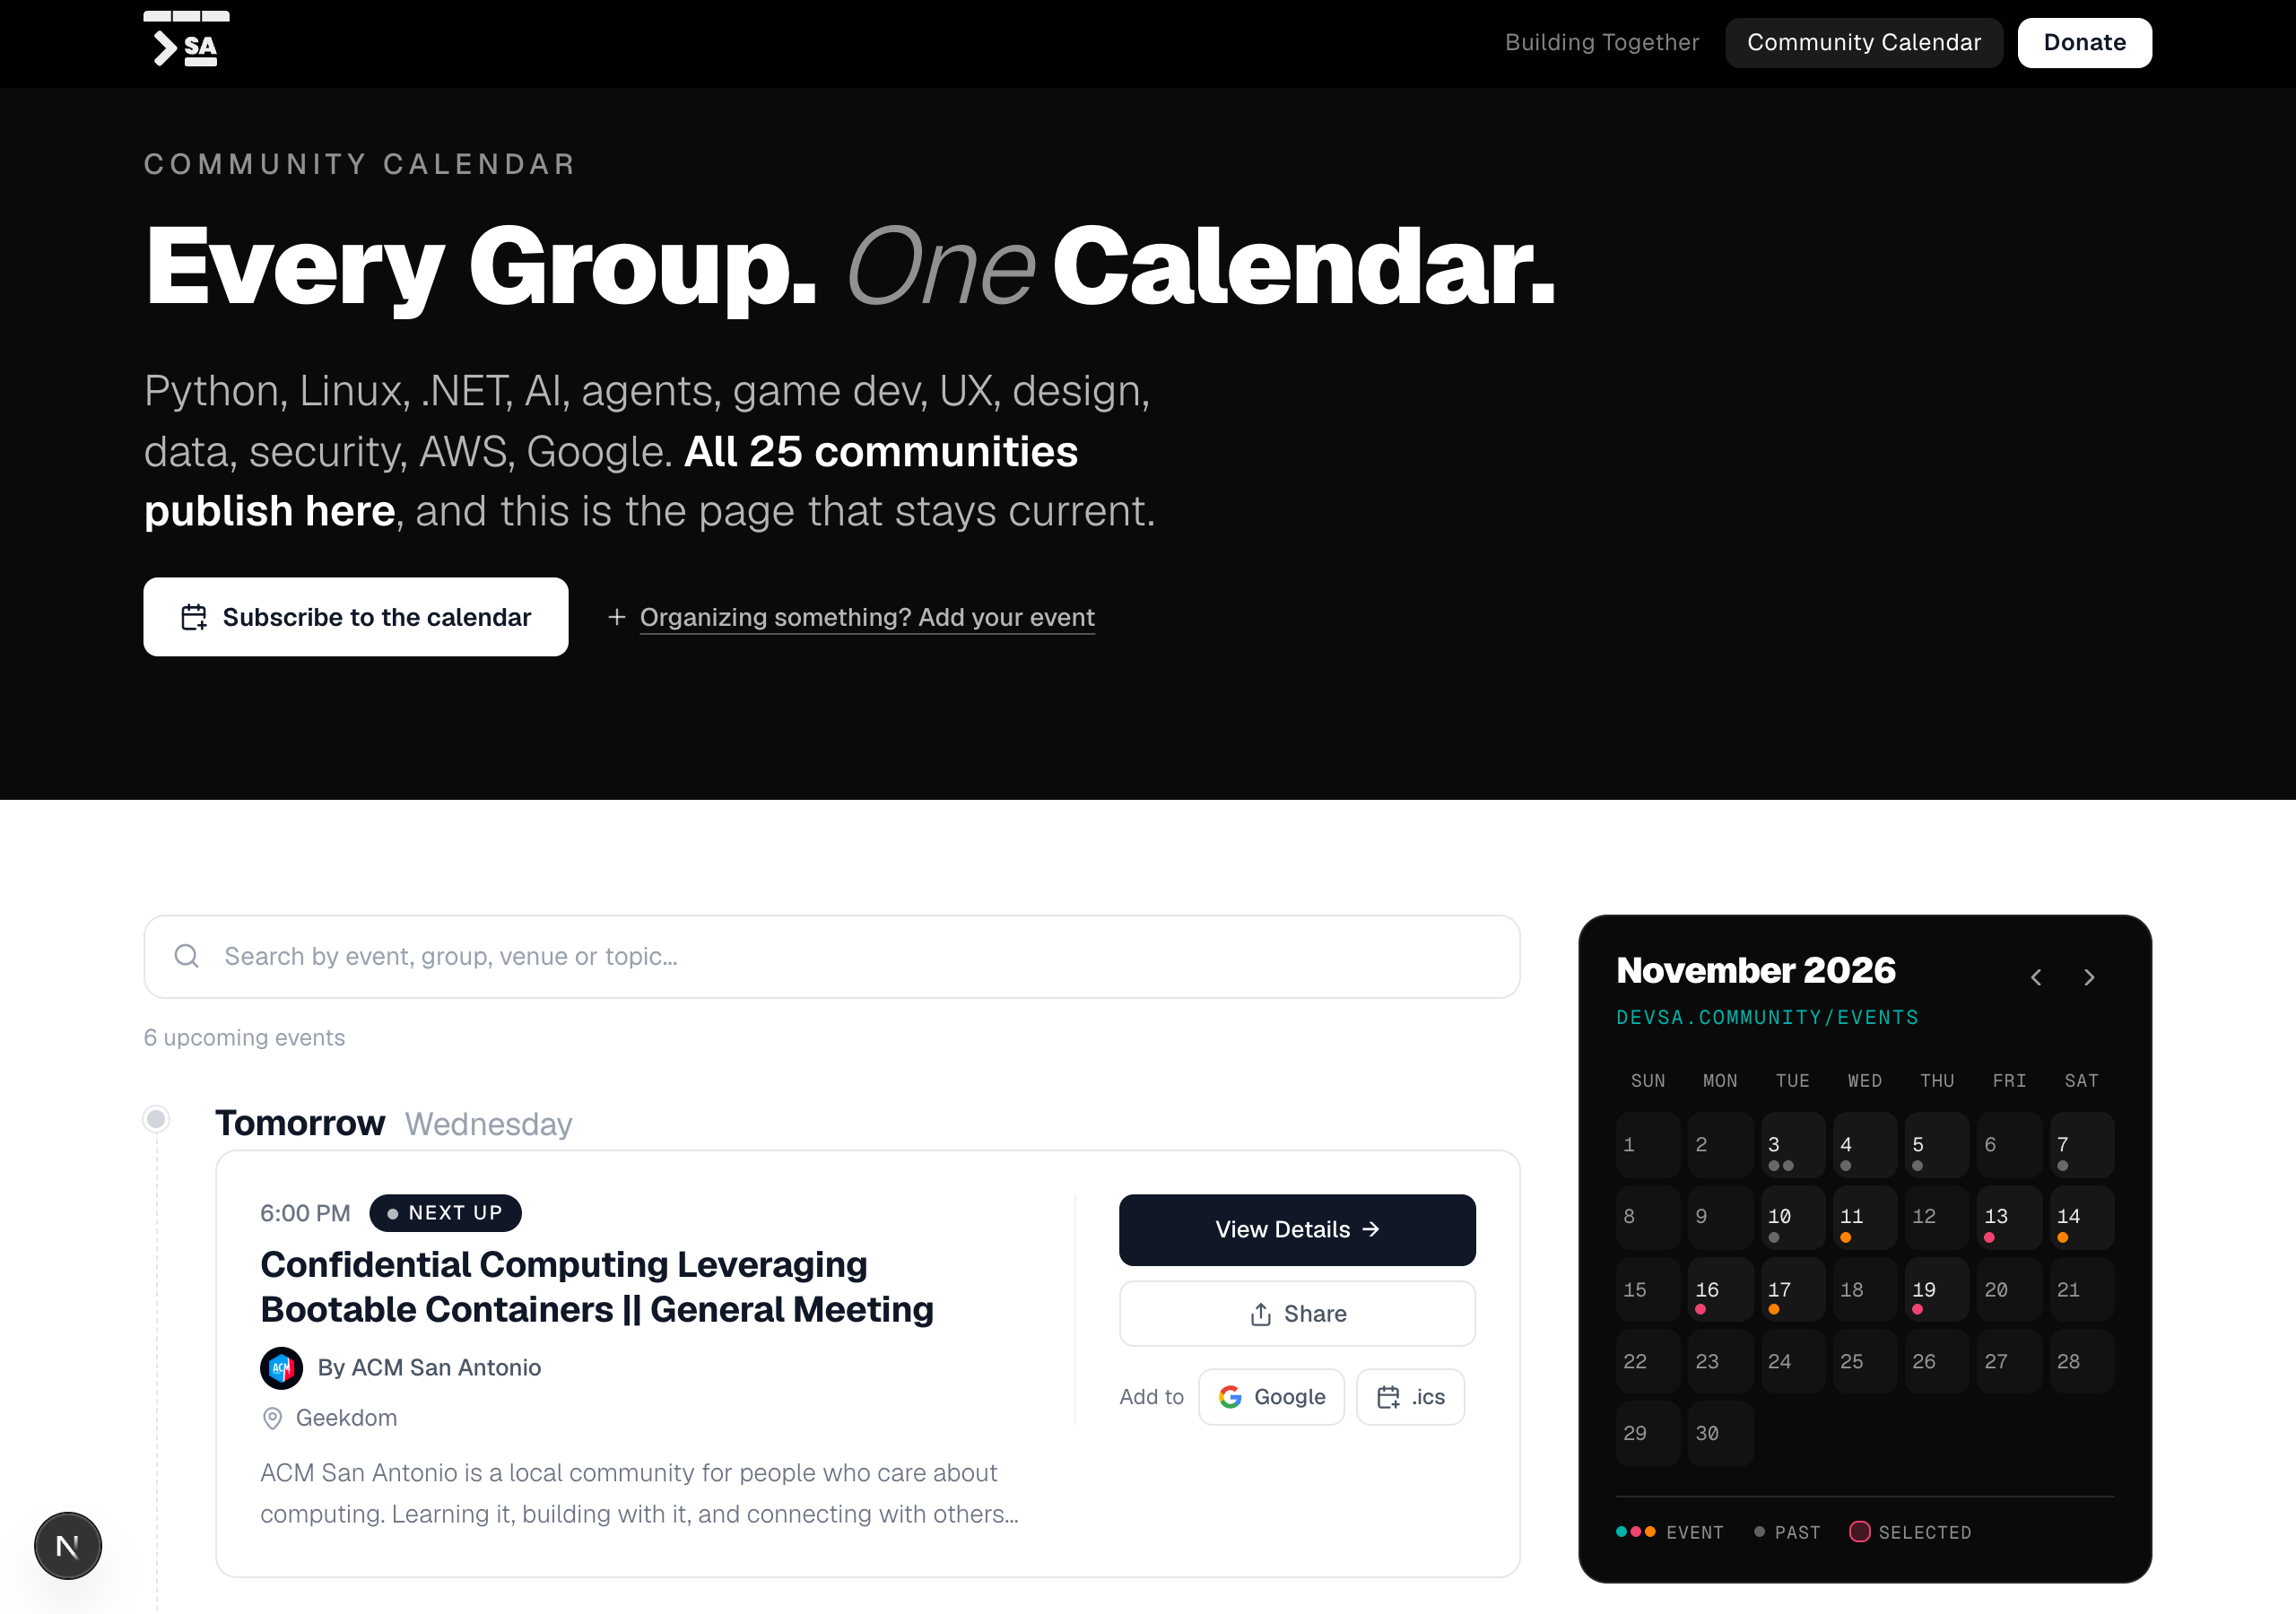 SA
Building Together
Community Calendar
Donate
COMMUNITY CALENDAR
Every Group. One Calendar.
Python, Linux, .NET, AI, agents, game dev, UX, design,
data, security, AWS, Google. All 25 communities
publish here, and this is the page that stays current.
Subscribe to the calendar
Organizing something? Add your event
Search by event, group, venue or topic...
6 upcoming events
Tomorrow Wednesday
6:00 PM
NEXT UP
Confidential Computing Leveraging
Bootable Containers || General Meeting
ACM
By ACM San Antonio
Geekdom
ACM San Antonio is a local community for people who care about
computing. Learning it, building with it, and connecting with others...
View Details →
Share
Add to
Google
.ics
November 2026
DEVSA.COMMUNITY/EVENTS
SUN MON TUE WED THU FRI SAT
1 2 3 4 5 6 7
8 9 10 11 12 13 14
15 16 17 18 19 20 21
22 23 24 25 26 27 28
29 30
EVENT PAST SELECTED
N